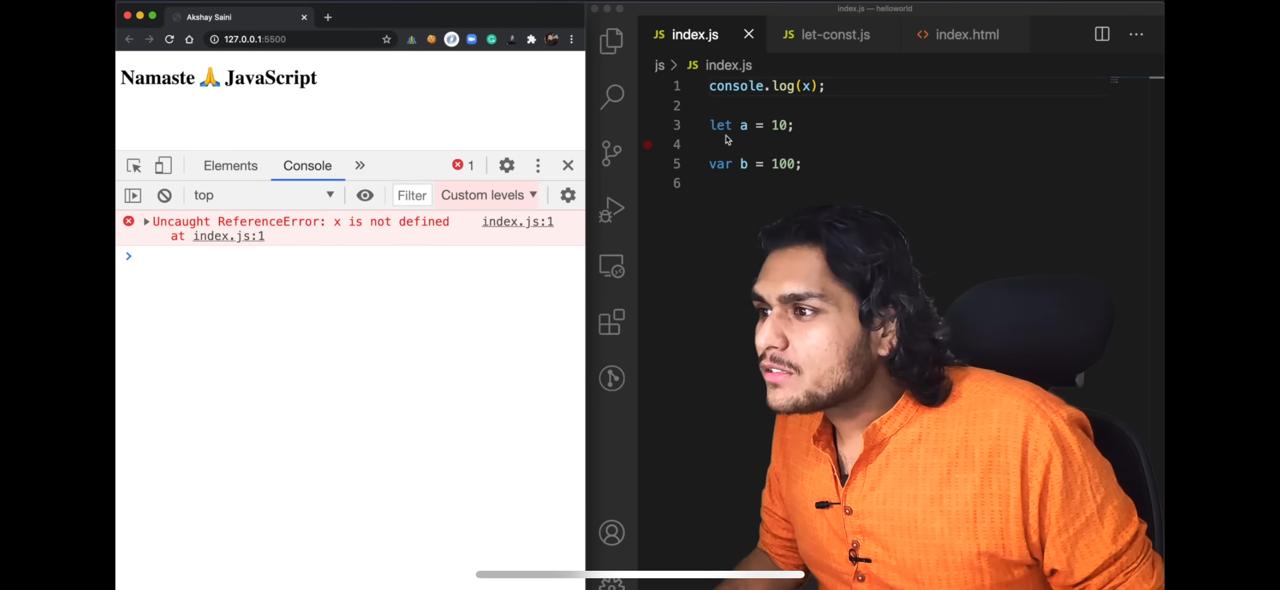 Akshay Saini
127.0.0.1:5500
Namaste 🙏 JavaScript
Elements Console » 1
top Filter Custom levels
Uncaught ReferenceError: x is not defined index.js:1
at index.js:1
index.js — helloworld
JS index.js JS let-const.js <> index.html
js > JS index.js
1 console.log(x);
2
3 let a = 10;
4
5 var b = 100;
6